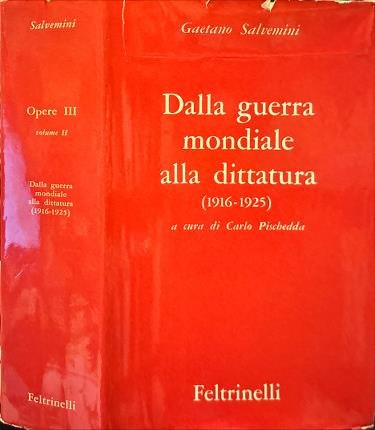 Salvemini
Opere III
volume II
Dalla guerra
mondiale
alla dittatura
(1916-1925)
Feltrinelli
Gaetano Salvemini
Dalla guerra
mondiale
alla dittatura
(1916-1925)
a cura di Carlo Pischedda
Feltrinelli